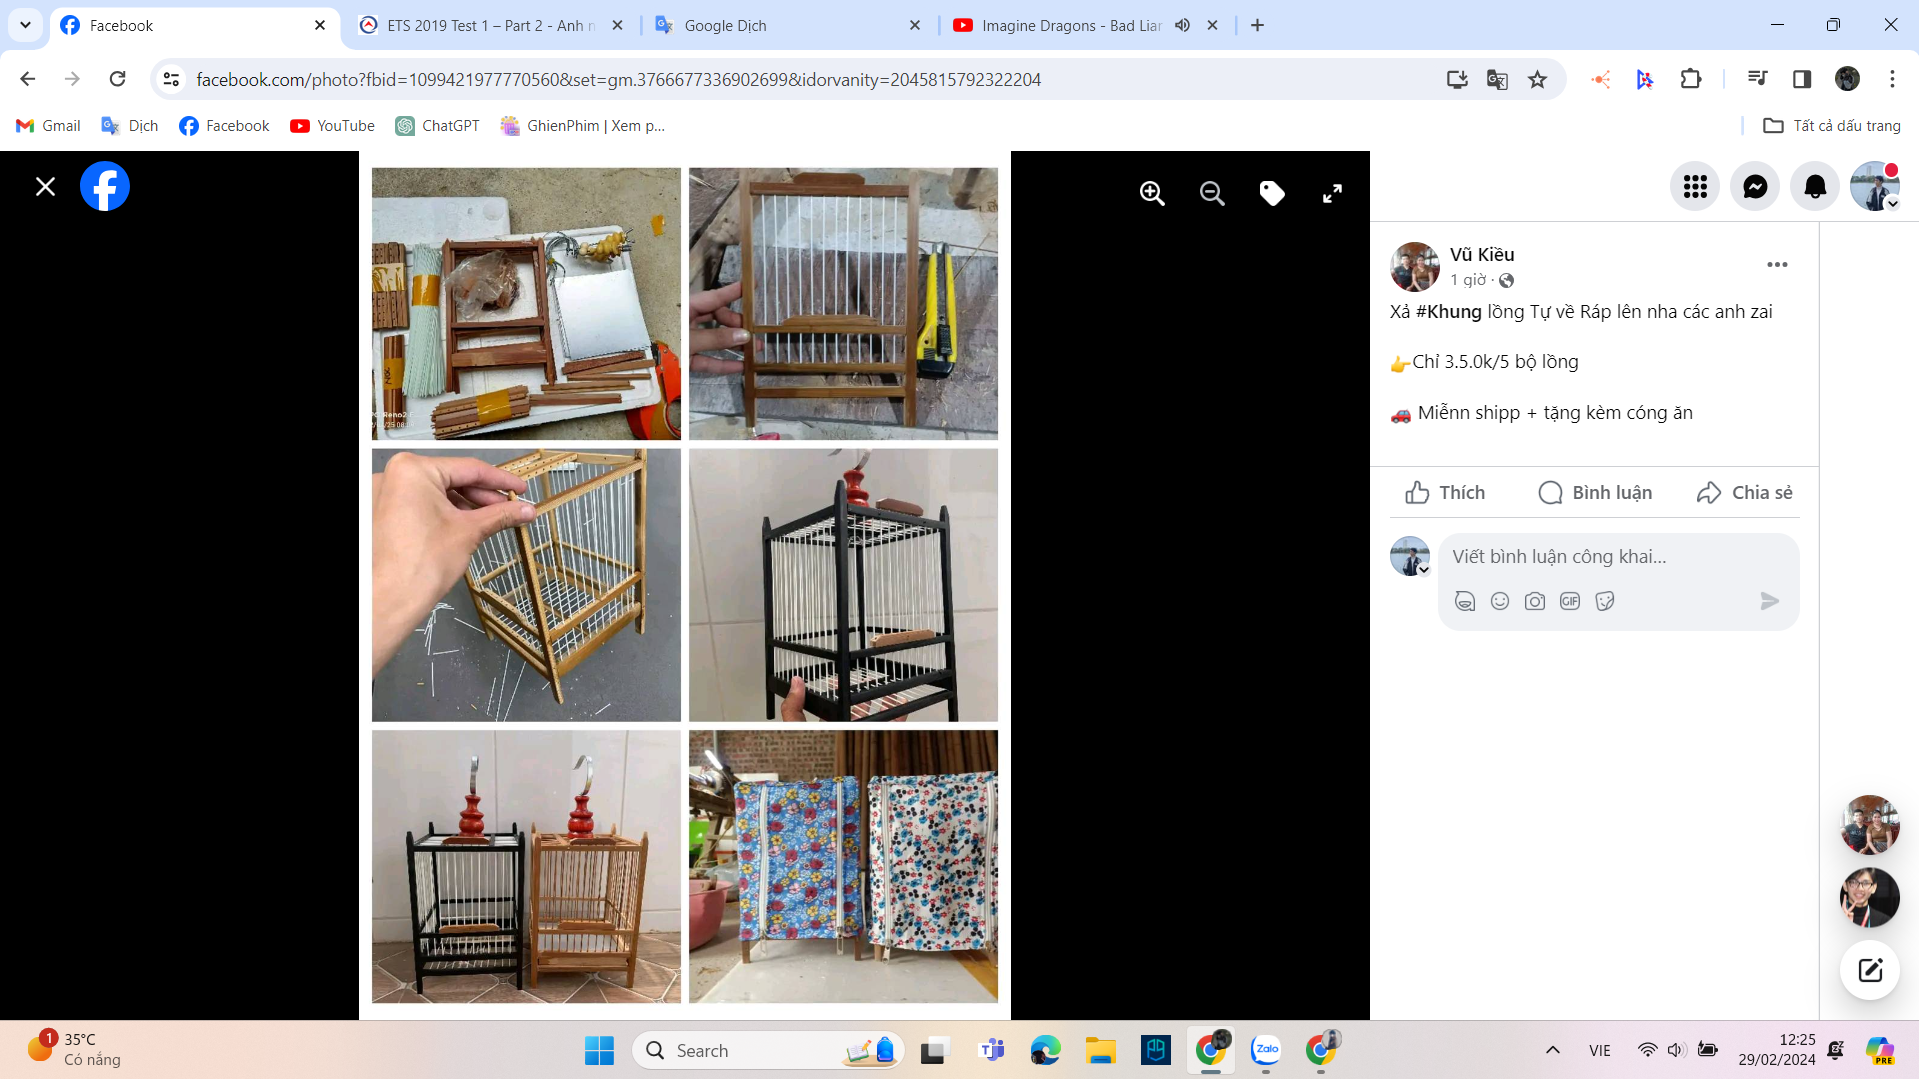 Facebook
ETS 2019 Test 1 – Part 2 - Anh n
Google Dịch
Imagine Dragons - Bad Liar
facebook.com/photo?fbid=1099421977770560&set=gm.3766677336902699&idorvanity=2045815792322204
Gmail
Dịch
Facebook
YouTube
ChatGPT
GhienPhim | Xem p...
Tất cả dấu trang
Vũ Kiều
1 giờ ·
Xả #Khung lồng Tự về Ráp lên nha các anh zai
👉Chỉ 3.5.0k/5 bộ lồng
🚗 Miễnn shipp + tặng kèm cóng ăn
Thích
Bình luận
Chia sẻ
Viết bình luận công khai...
GIF
1
35°C
Có nắng
Search
Zalo
VIE
12:25
29/02/2024
PRE